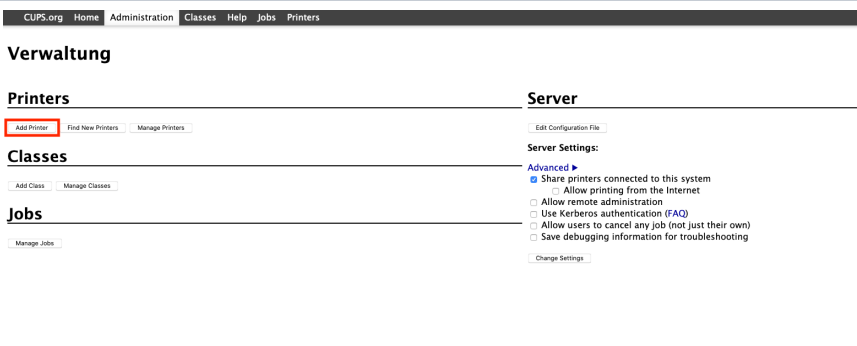 CUPS.org Home Administration Classes Help Jobs Printers
Verwaltung
Printers
Add Printer Find New Printers Manage Printers
Classes
Add Class Manage Classes
Jobs
Manage Jobs
Server
Edit Configuration File
Server Settings:
Advanced ▶
Share printers connected to this system
Allow printing from the Internet
Allow remote administration
Use Kerberos authentication (FAQ)
Allow users to cancel any job (not just their own)
Save debugging information for troubleshooting
Change Settings